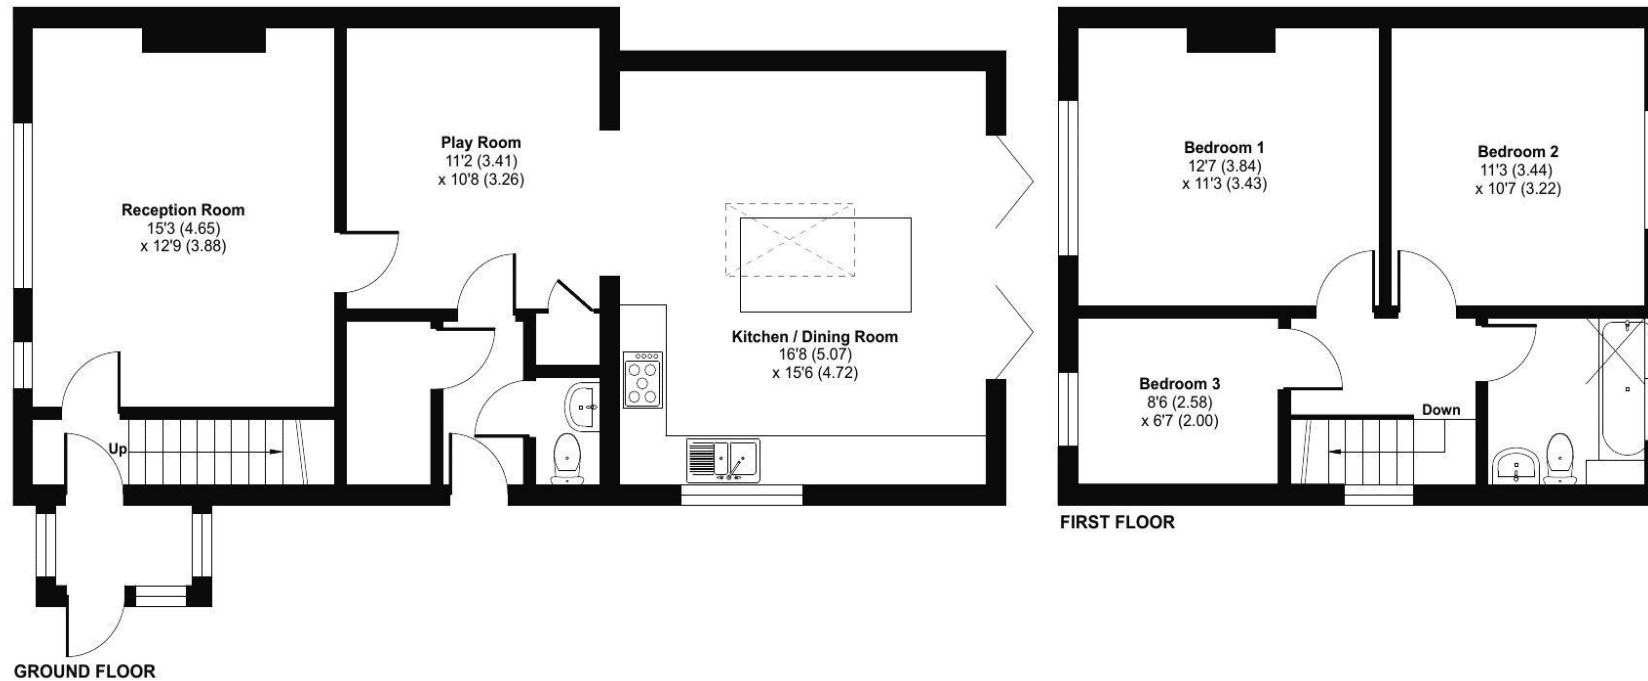 Reception Room
15'3 (4.65)
x 12'9 (3.88)
Play Room
11'2 (3.41)
x 10'8 (3.26)
Kitchen / Dining Room
16'8 (5.07)
x 15'6 (4.72)
Up
GROUND FLOOR
Bedroom 1
12'7 (3.84)
x 11'3 (3.43)
Bedroom 2
11'3 (3.44)
x 10'7 (3.22)
Bedroom 3
8'6 (2.58)
x 6'7 (2.00)
Down
FIRST FLOOR